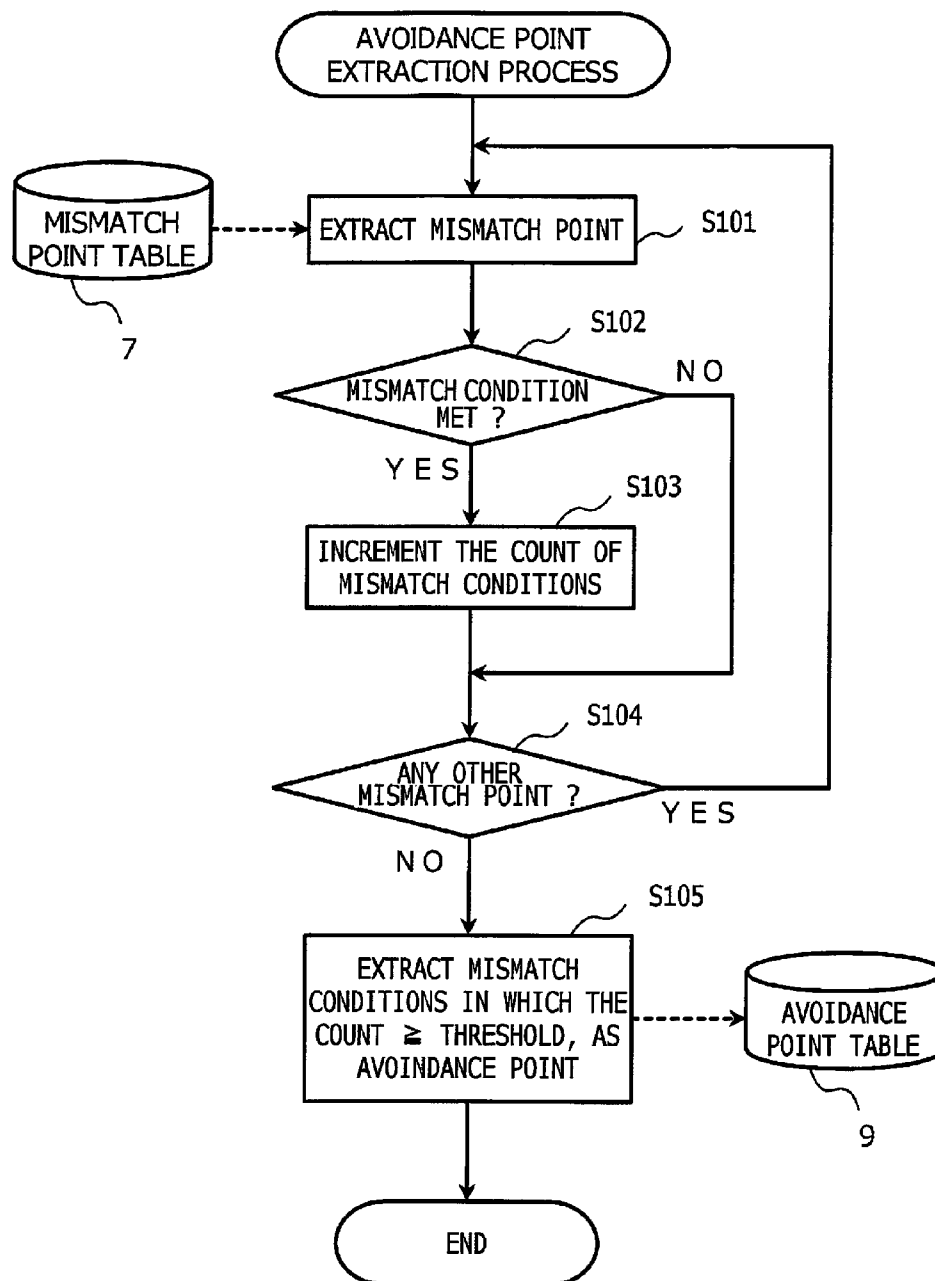 AVOIDANCE POINT
EXTRACTION PROCESS
MISMATCH
POINT TABLE
7
EXTRACT MISMATCH POINT
S101
S102
MISMATCH CONDITION
MET ?
NO
YES
S103
INCREMENT THE COUNT OF
MISMATCH CONDITIONS
S104
ANY OTHER
MISMATCH POINT ?
YES
NO
S105
EXTRACT MISMATCH
CONDITIONS IN WHICH THE
COUNT ≧ THRESHOLD, AS
AVOINDANCE POINT
AVOIDANCE
POINT TABLE
9
END